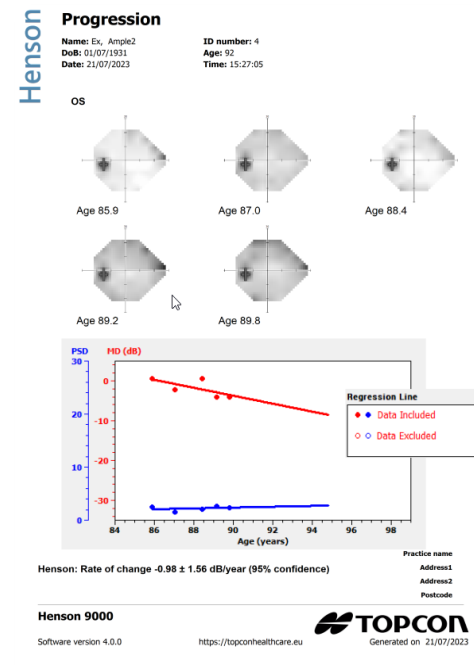 Henson
Progression
Name: Ex, Ample2 ID number: 4
DoB: 01/07/1931 Age: 92
Date: 21/07/2023 Time: 15:27:05
OS
Age 85.9 Age 87.0 Age 88.4
Age 89.2 Age 89.8
PSD MD (dB)
30
0
20
-10
-20
10
-30
0
84 86 88 90 92 94 96 98
Age (years)
Regression Line
Data Included
Data Excluded
Henson: Rate of change -0.98 ± 1.56 dB/year (95% confidence)
Practice name
Address1
Address2
Postcode
Henson 9000
TOPCON
Software version 4.0.0 https://topconhealthcare.eu Generated on 21/07/2023